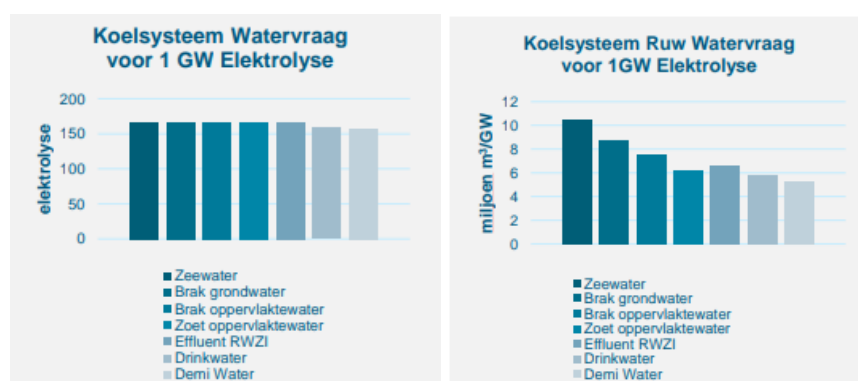 Koelsysteem Watervraag
voor 1 GW Elektrolyse
200
150
100
50
0
elektrolyse
Zeewater
Brak grondwater
Brak oppervlaktewater
Zoet oppervlaktewater
Effluent RWZI
Drinkwater
Demi Water
Koelsysteem Ruw Watervraag
voor 1GW Elektrolyse
12
10
8
6
4
2
0
miljoen m³/GW
Zeewater
Brak grondwater
Brak oppervlaktewater
Zoet oppervlaktewater
Effluent RWZI
Drinkwater
Demi Water